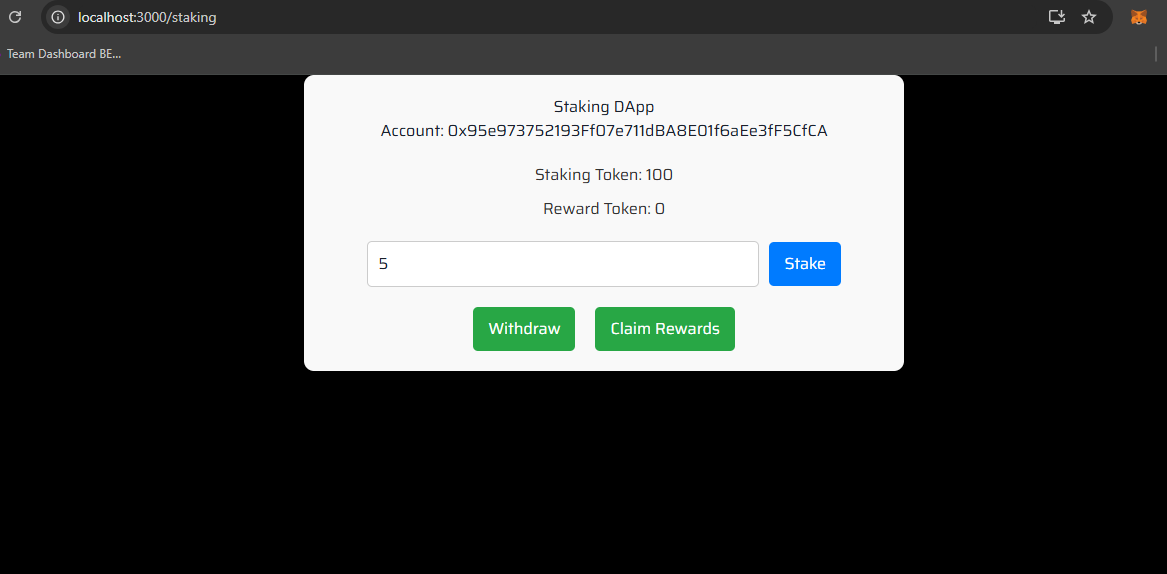 localhost:3000/staking
Team Dashboard BE...
Staking DApp
Account: 0x95e973752193Ff07e711dBA8E01f6aEe3fF5CfCA
Staking Token: 100
Reward Token: 0
5
Stake
Withdraw
Claim Rewards